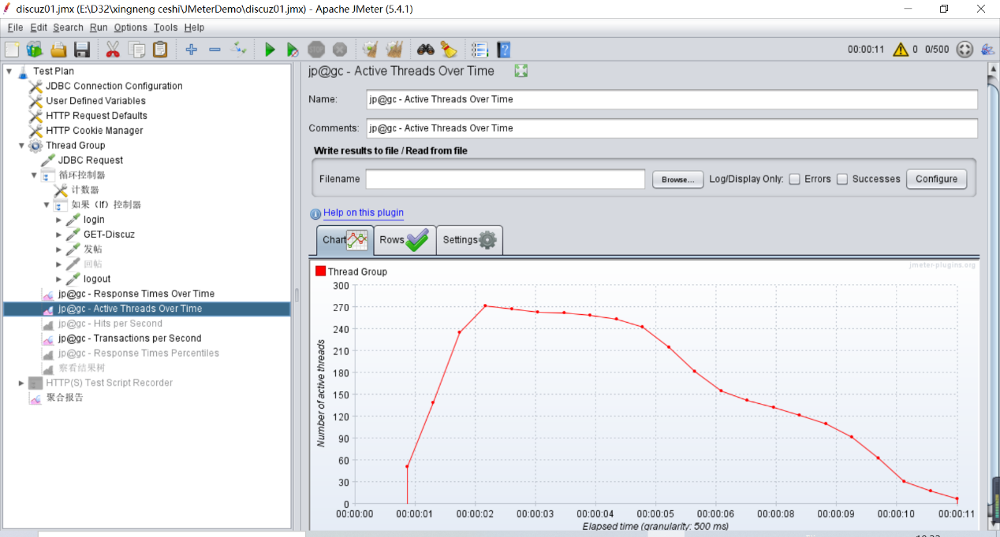 discuz01.jmx (E:\D32\xingneng ceshi\JMeterDemo\discuz01.jmx) - Apache JMeter (5.4.1)
File Edit Search Run Options Tools Help
00:00:11 0 0/500
Test Plan
JDBC Connection Configuration
User Defined Variables
HTTP Request Defaults
HTTP Cookie Manager
Thread Group
JDBC Request
循环控制器
计数器
如果（If）控制器
login
GET-Discuz
发帖
回帖
logout
jp@gc - Response Times Over Time
jp@gc - Active Threads Over Time
jp@gc - Hits per Second
jp@gc - Transactions per Second
jp@gc - Response Times Percentiles
察看结果树
HTTP(S) Test Script Recorder
聚合报告
jp@gc - Active Threads Over Time
Name: jp@gc - Active Threads Over Time
Comments: jp@gc - Active Threads Over Time
Write results to file / Read from file
Filename Browse... Log/Display Only: Errors Successes Configure
Help on this plugin
Chart Rows Settings
jmeter-plugins.org
Thread Group
300
270
240
210
180
150
120
90
60
30
0
Number of active threads
00:00:00 00:00:01 00:00:02 00:00:03 00:00:04 00:00:05 00:00:06 00:00:08 00:00:09 00:00:10 00:00:11
Elapsed time (granularity: 500 ms)